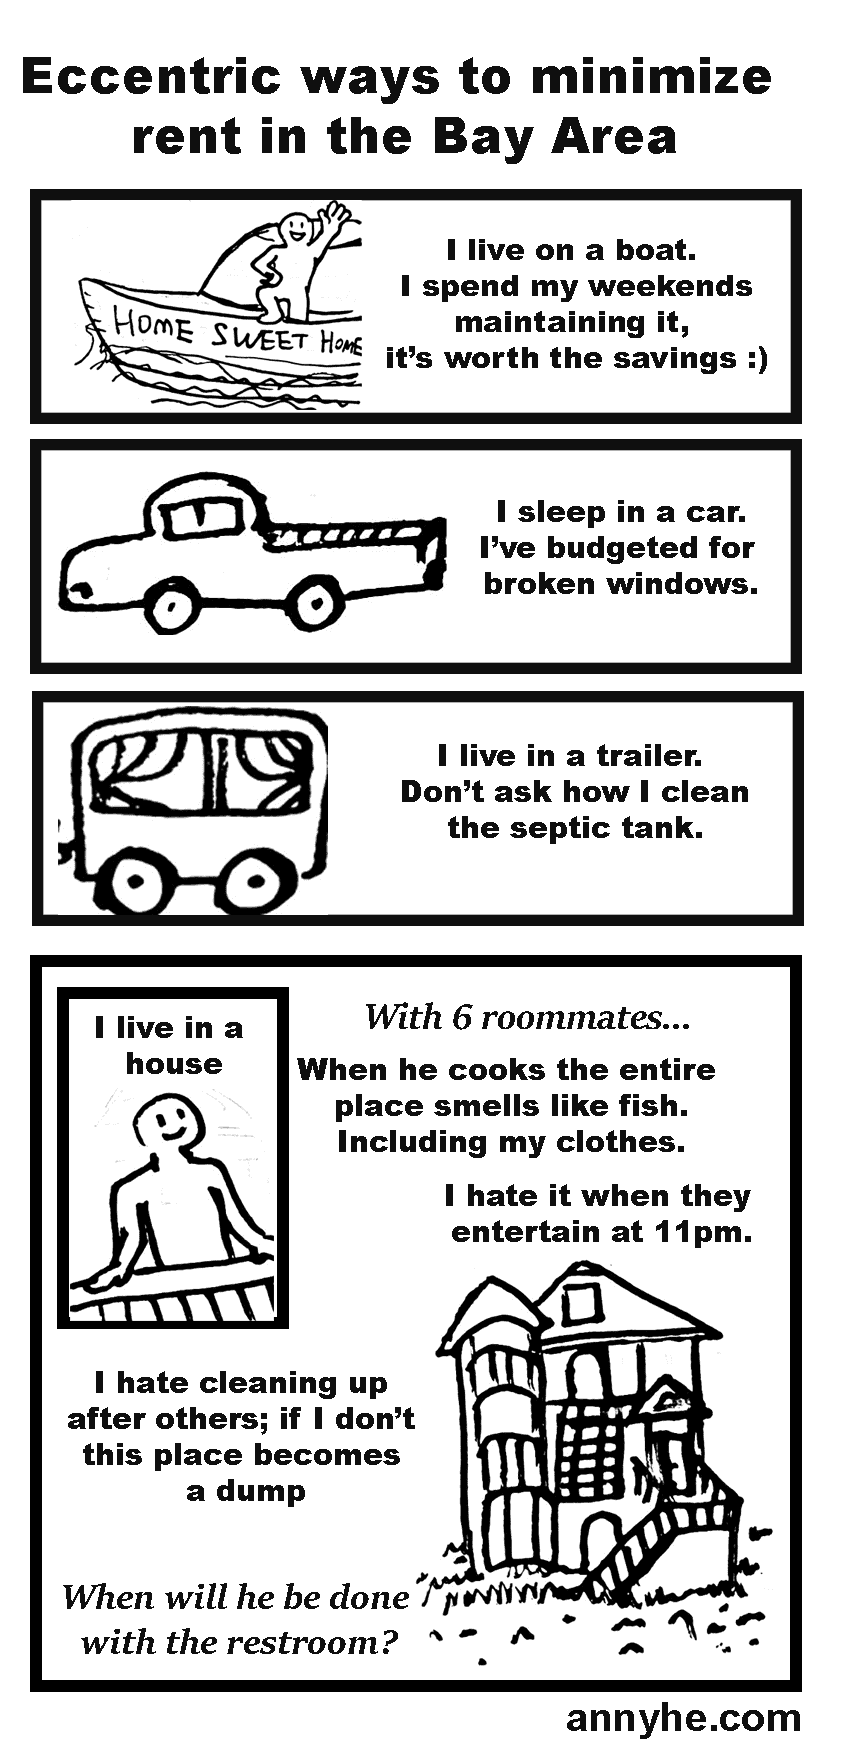 Eccentric ways to minimize
rent in the Bay Area
HOME SWEET HOME
I live on a boat.
I spend my weekends
maintaining it,
it's worth the savings :)
I sleep in a car.
I've budgeted for
broken windows.
I live in a trailer.
Don't ask how I clean
the septic tank.
I live in a
house
With 6 roommates...
When he cooks the entire
place smells like fish.
Including my clothes.
I hate it when they
entertain at 11pm.
I hate cleaning up
after others; if I don't
this place becomes
a dump
When will he be done
with the restroom?
annyhe.com